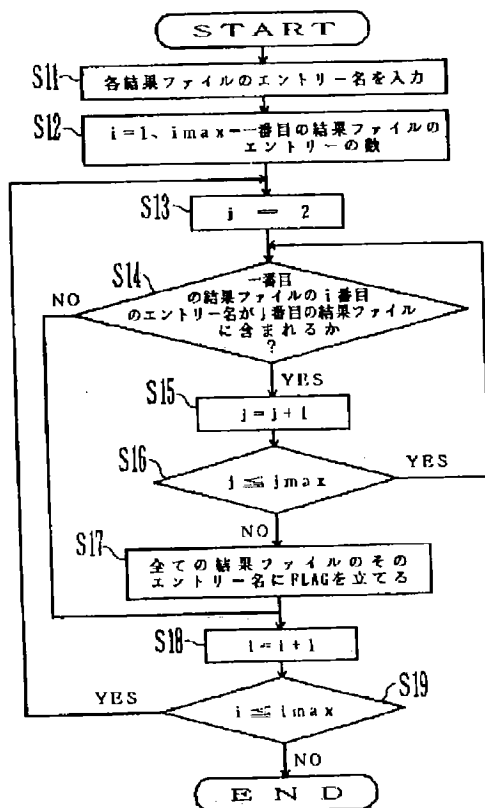 START
S11
各結果ファイルのエントリー名を入力
S12
i=1、imax=一番目の結果ファイルの
エントリーの数
S13
j = 2
S14
一番目
の結果ファイルのi番目
のエントリー名がj番目の結果ファイル
に含まれるか
?
NO
YES
S15
j=j+1
S16
j≦jmax
YES
NO
S17
全ての結果ファイルのその
エントリー名にFLAGを立てる
S18
i=i+1
YES
S19
i≦imax
NO
END